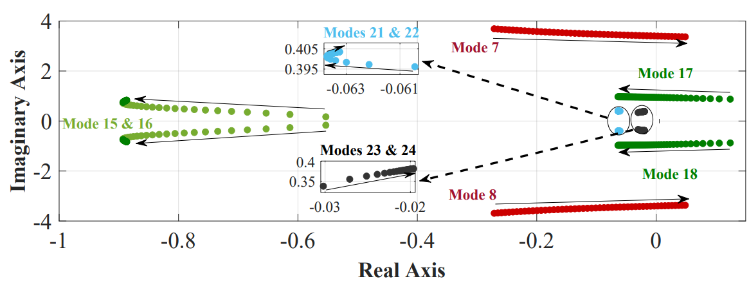 4
2
0
-2
-4
Imaginary Axis
Modes 21 & 22
0.405
0.395
-0.063
-0.061
Mode 7
Mode 17
Modes 15 & 16
Modes 23 & 24
0.4
0.35
-0.03
-0.02
Mode 18
Mode 8
-1
-0.8
-0.6
-0.4
-0.2
0
Real Axis